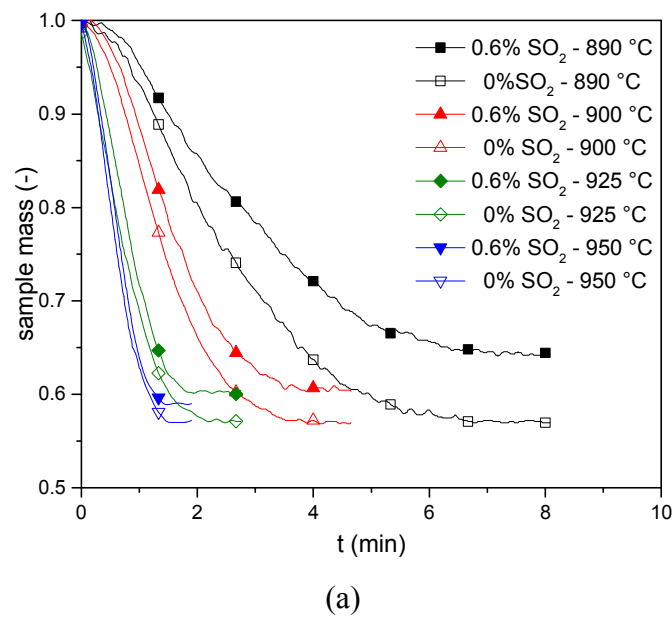 1.0
0.9
0.8
0.7
0.6
0.5
sample mass (-)
0.6% SO₂ - 890 °C
0%SO₂ - 890 °C
0.6% SO₂ - 900 °C
0% SO₂ - 900 °C
0.6% SO₂ - 925 °C
0% SO₂ - 925 °C
0.6% SO₂ - 950 °C
0% SO₂ - 950 °C
0 2 4 6 8 10
t (min)
(a)